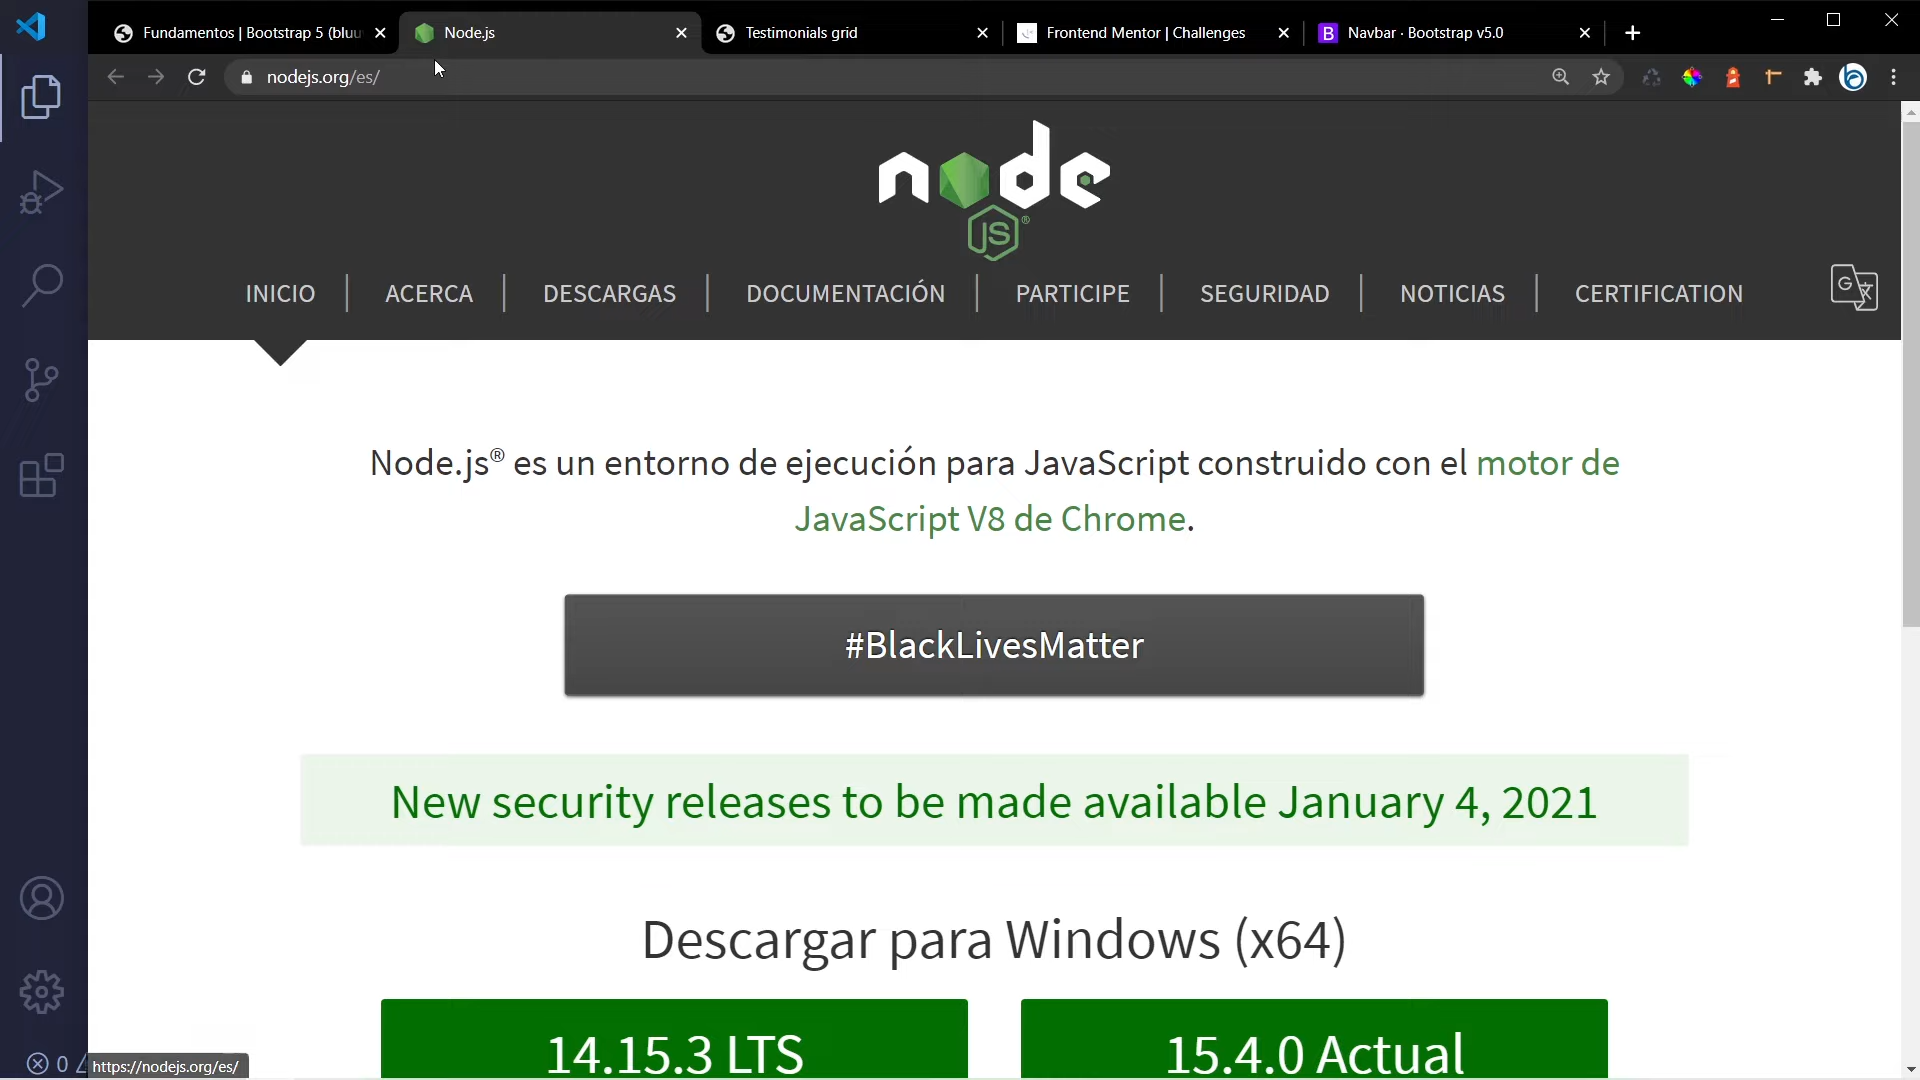 Fundamentos | Bootstrap 5 (bluu
Node.js
Testimonials grid
Frontend Mentor | Challenges
B Navbar · Bootstrap v5.0
nodejs.org/es/
node
JS®
INICIO
ACERCA
DESCARGAS
DOCUMENTACIÓN
PARTICIPE
SEGURIDAD
NOTICIAS
CERTIFICATION
Node.js® es un entorno de ejecución para JavaScript construido con el motor de
JavaScript V8 de Chrome.
#BlackLivesMatter
New security releases to be made available January 4, 2021
Descargar para Windows (x64)
14.15.3 LTS
15.4.0 Actual
0
https://nodejs.org/es/